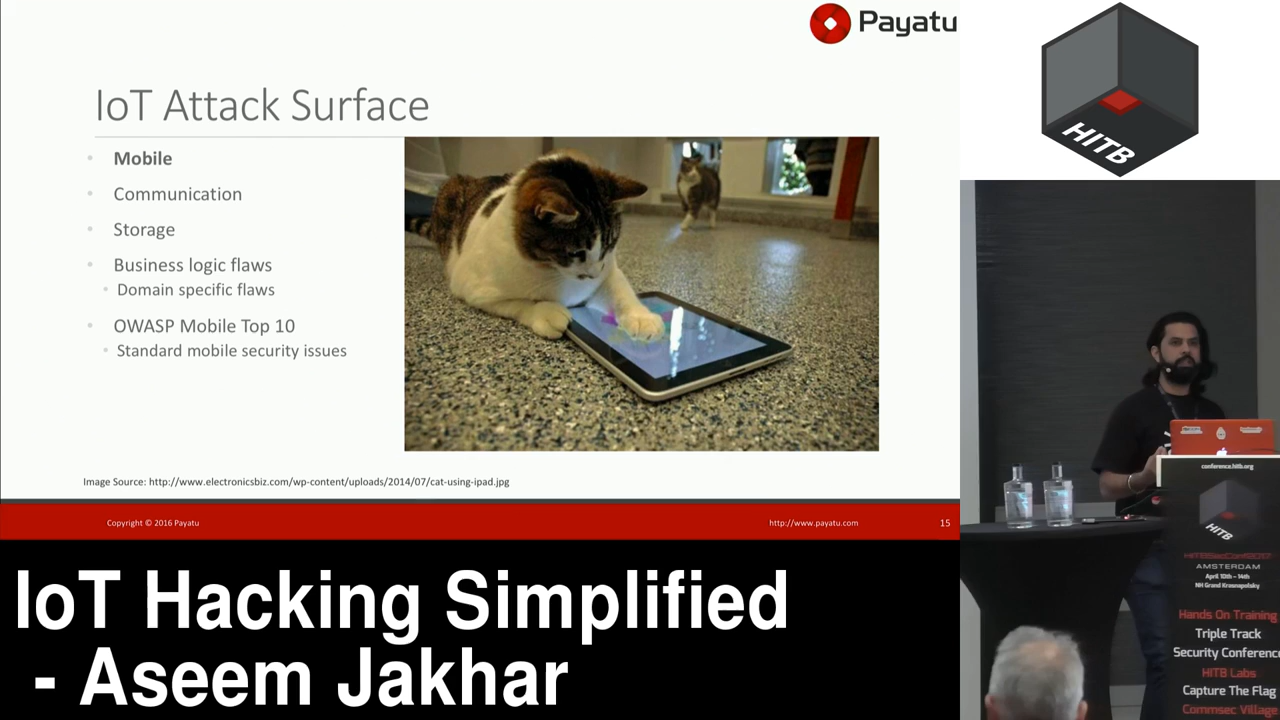 Payatu
IoT Attack Surface
Mobile
Communication
Storage
Business logic flaws
Domain specific flaws
OWASP Mobile Top 10
Standard mobile security issues
Image Source: http://www.electronicsbiz.com/wp-content/uploads/2014/07/cat-using-ipad.jpg
Copyright © 2016 Payatu
http://www.payatu.com
15
IoT Hacking Simplified
- Aseem Jakhar
HITB
conference.hitb.org
HITB
HITBSecConf2017
AMSTERDAM
April 10th - 14th
NH Grand Krasnapolsky
Hands On Training
Triple Track
Security Conference
HITB Labs
Capture The Flag
Commsec Village